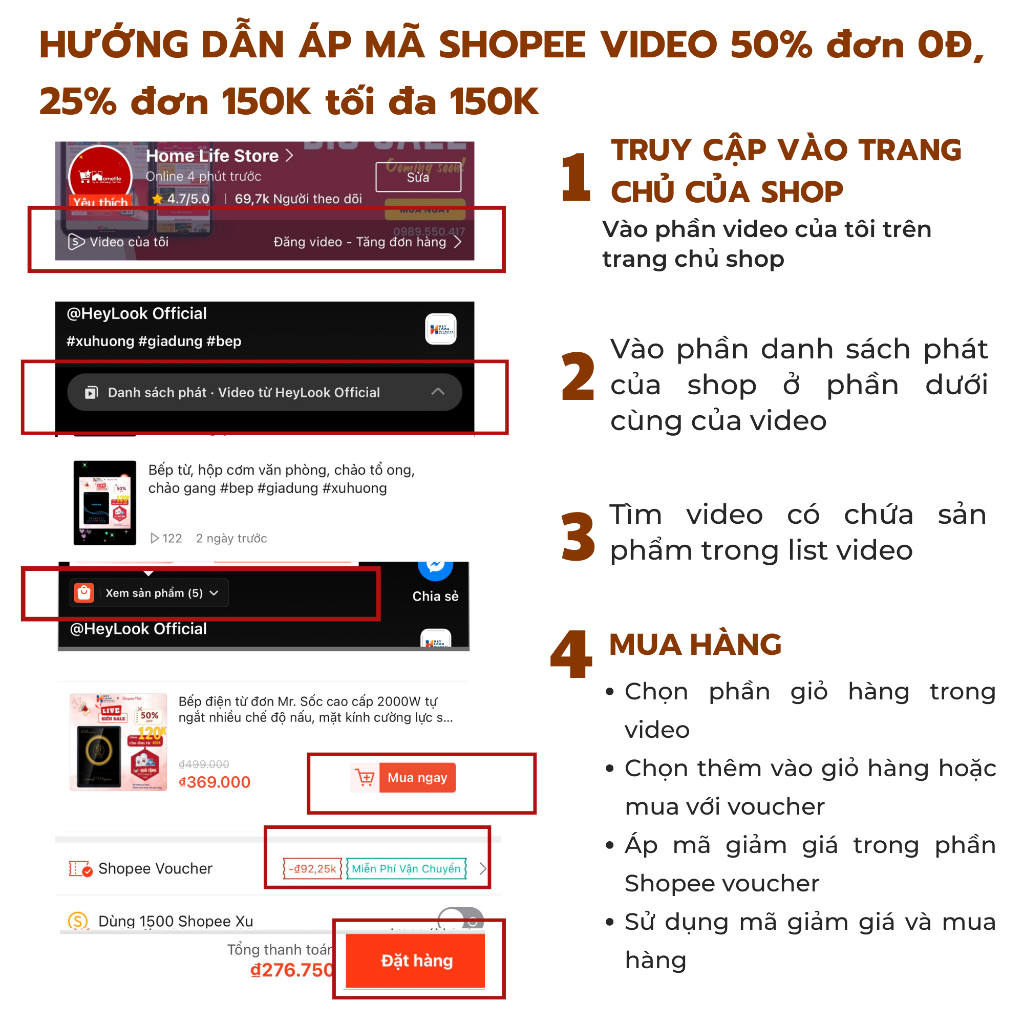 HƯỚNG DẪN ÁP MÃ SHOPEE VIDEO 50% đơn 0Đ,
25% đơn 150K tối đa 150K
Home Life Store
Online 4 phút trước
Coming soon!
Sửa
Yêu thích
4.7/5.0 | 69,7k Người theo dõi
MUA NGAY
0989.550.417
Video của tôi
Đăng video - Tăng đơn hàng
1
TRUY CẬP VÀO TRANG
CHỦ CỦA SHOP
Vào phần video của tôi trên
trang chủ shop
@HeyLook Official
#xuhuong #giadung #bep
Danh sách phát · Video từ HeyLook Official
2
Vào phần danh sách phát
của shop ở phần dưới
cùng của video
Bếp từ, hộp cơm văn phòng, chảo tổ ong,
chảo gang #bep #giadung #xuhuong
122
2 ngày trước
3
Tìm video có chứa sản
phẩm trong list video
Xem sản phẩm (5)
Chia sẻ
@HeyLook Official
4
MUA HÀNG
• Chọn phần giỏ hàng trong
video
• Chọn thêm vào giỏ hàng hoặc
mua với voucher
• Áp mã giảm giá trong phần
Shopee voucher
• Sử dụng mã giảm giá và mua
hàng
LIVE
50%
120K
Bếp điện từ đơn Mr. Sốc cao cấp 2000W tự
ngắt nhiều chế độ nấu, mặt kính cường lực s...
₫499.000
₫369.000
Mua ngay
Shopee Voucher
-₫92,25k
Miễn Phí Vận Chuyển
Dùng 1500 Shopee Xu
Tổng thanh toán
₫276.750
Đặt hàng